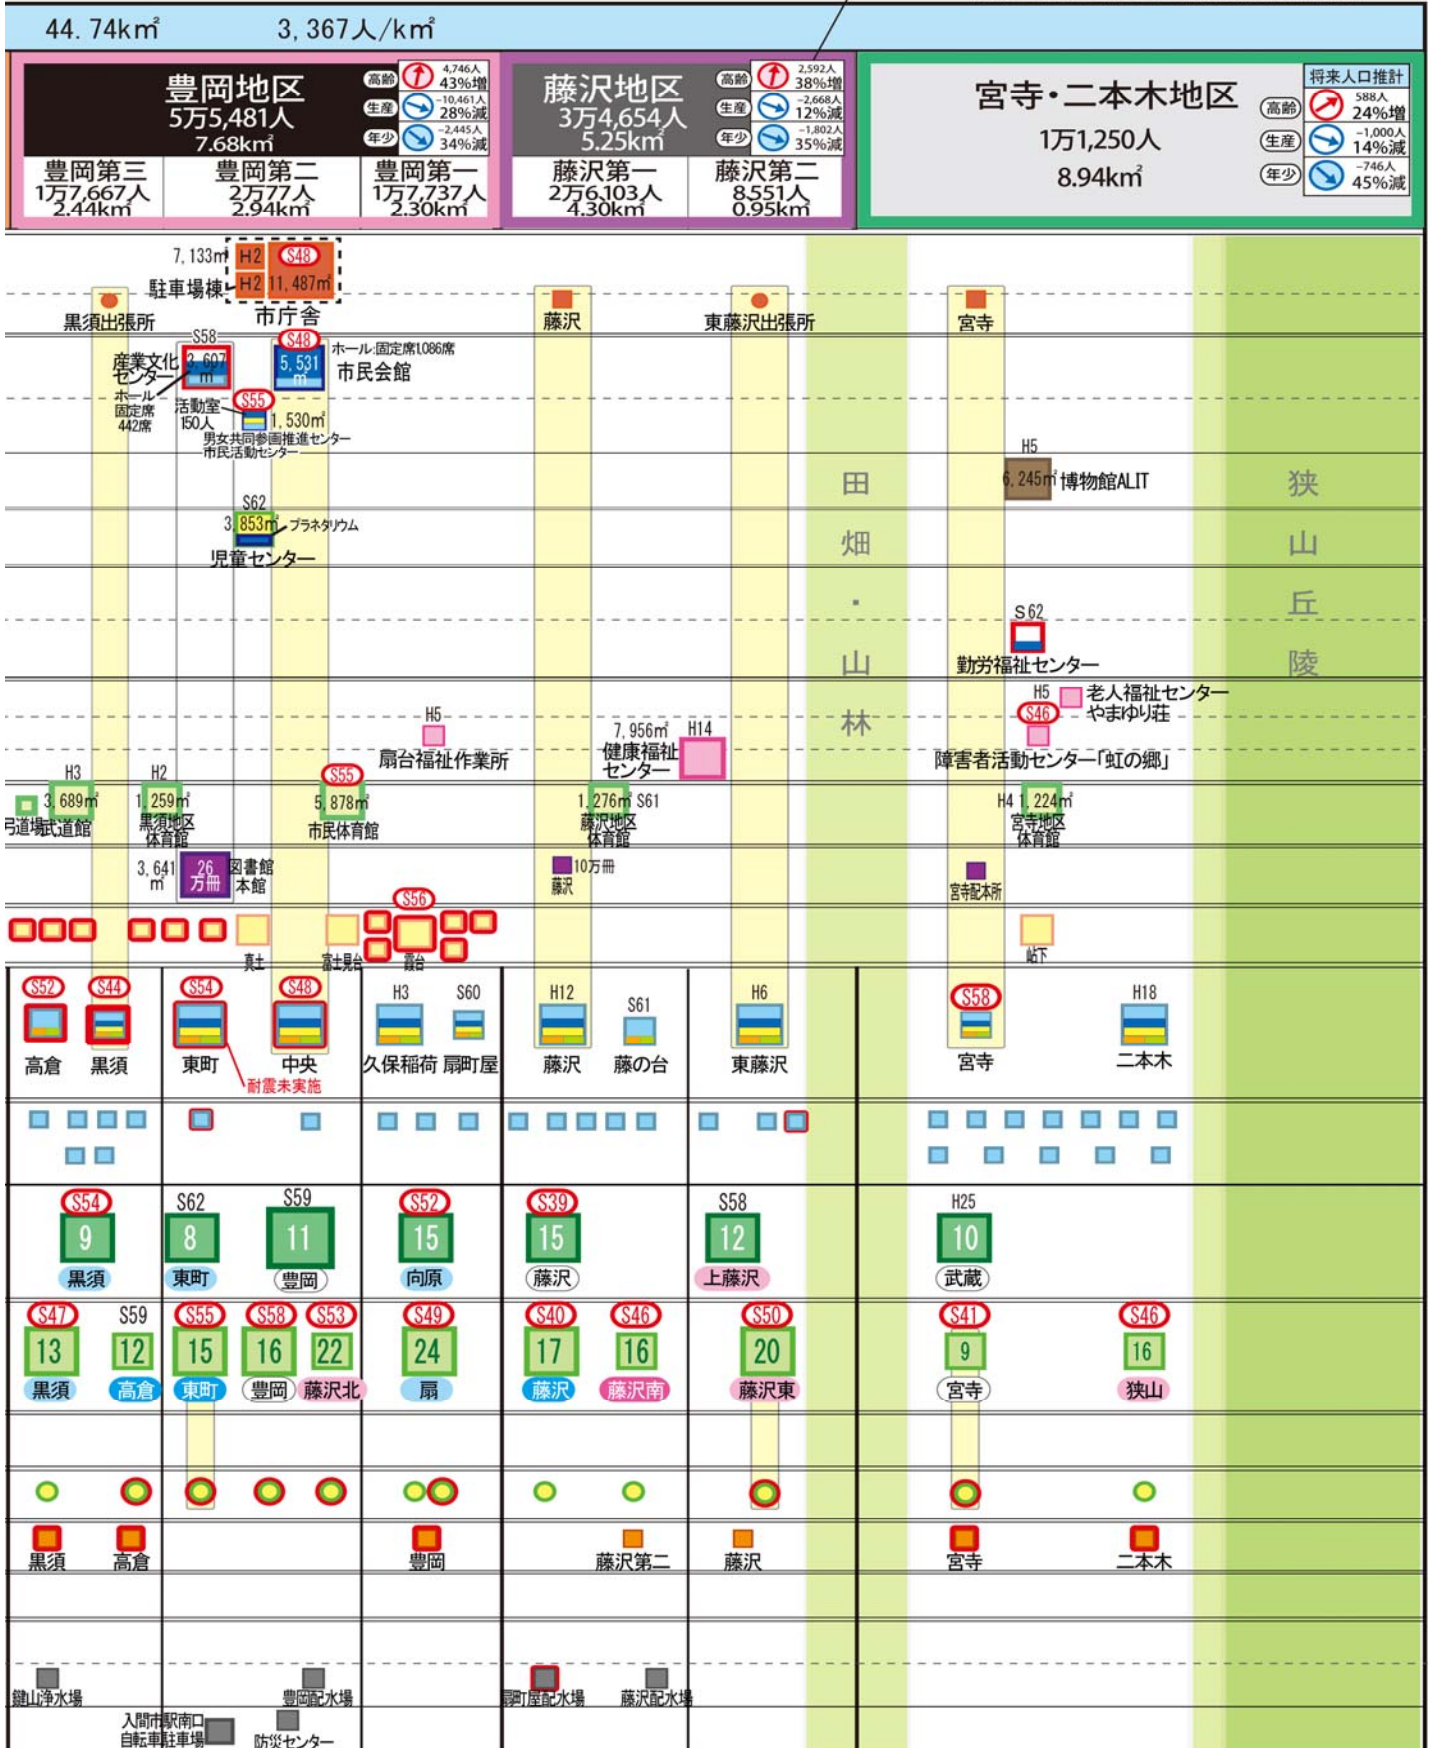 44.74k㎡ 3,367人/k㎡
豊岡地区
5万5,481人
7.68k㎡
高齢 4,746人 43%増
生産 -10,461人 28%減
年少 -2,445人 34%減
豊岡第三 豊岡第二 豊岡第一
1万7,667人 2万77人 1万7,737人
2.44k㎡ 2.94k㎡ 2.30k㎡
藤沢地区
3万4,654人
5.25k㎡
高齢 2,592人 38%増
生産 -2,668人 12%減
年少 -1,802人 35%減
藤沢第一 藤沢第二
2万6,103人 8,551人
4.30k㎡ 0.95k㎡
宮寺・二本木地区
1万1,250人
8.94k㎡
将来人口推計
高齢 588人 24%増
生産 -1,000人 14%減
年少 -746人 45%減
7,133㎡ H2 S48
駐車場棟 H2 11,487㎡
市庁舎
黒須出張所 藤沢 東藤沢出張所 宮寺
S58 S48 ホール:固定席1,086席
産業文化センター 3,607㎡ 5,531㎡ 市民会館
ホール
固定席
442席
活動室
150人
S55 1,530㎡
男女共同参画推進センター
市民活動センター
H5
6,245㎡ 博物館ALIT
田畑・山林
狭山丘陵
S62
3,853㎡ プラネタリウム
児童センター
S62
勤労福祉センター
H5 老人福祉センター
やまゆり荘
S46
障害者活動センター「虹の郷」
H5
扇台福祉作業所
7,956㎡ H14
健康福祉
センター
H3 H2 S55
3,689㎡ 1,259㎡ 5,878㎡ 1,276㎡ S61 H4 1,224㎡
弓道場 武道館 黒須地区体育館 市民体育館 藤沢地区体育館 宮寺地区体育館
3,641㎡ 26万冊 図書館本館 10万冊
藤沢 宮寺配本所
S56
真土 富士見台 霞台 岾下
S52 S44 S54 S48 H3 S60 H12 S61 H6 S58 H18
高倉 黒須 東町 中央 久保稲荷 扇町屋 藤沢 藤の台 東藤沢 宮寺 二本木
耐震未実施
S54 S62 S59 S52 S39 S58 H25
9 8 11 15 15 12 10
黒須 東町 豊岡 向原 藤沢 上藤沢 武蔵
S47 S59 S55 S58 S53 S49 S40 S46 S50 S41 S46
13 12 15 16 22 24 17 16 20 9 16
黒須 高倉 東町 豊岡 藤沢北 扇 藤沢 藤沢南 藤沢東 宮寺 狭山
黒須 高倉 豊岡 藤沢第二 藤沢 宮寺 二本木
鍵山浄水場 豊岡配水場 扇町屋配水場 藤沢配水場
入間市駅南口
自転車駐車場 防災センター